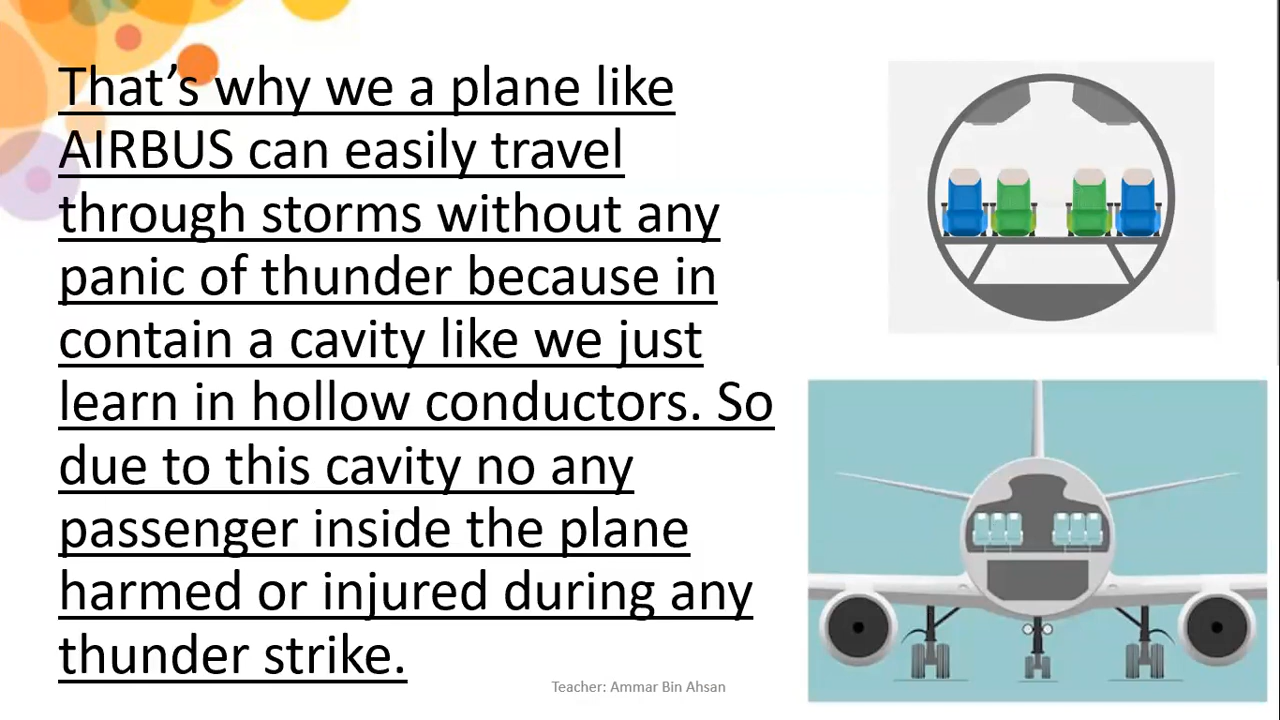 That’s why we a plane like
AIRBUS can easily travel
through storms without any
panic of thunder because in
contain a cavity like we just
learn in hollow conductors. So
due to this cavity no any
passenger inside the plane
harmed or injured during any
thunder strike.
Teacher: Ammar Bin Ahsan